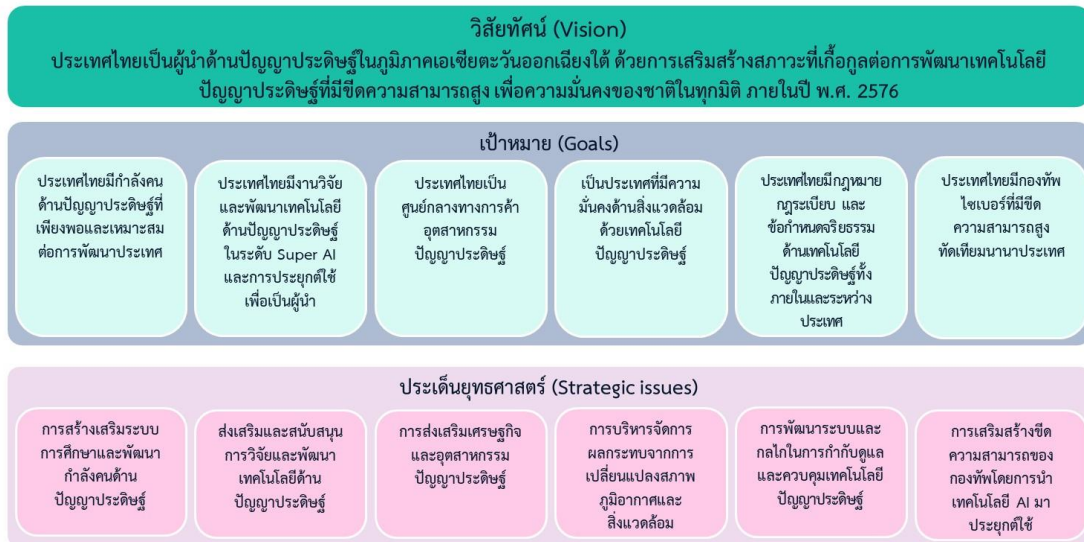 วิสัยทัศน์ (Vision)
ประเทศไทยเป็นผู้นำด้านปัญญาประดิษฐ์ในภูมิภาคเอเชียตะวันออกเฉียงใต้ ด้วยการเสริมสร้างสภาวะที่เกื้อกูลต่อการพัฒนาเทคโนโลยี
ปัญญาประดิษฐ์ที่มีขีดความสามารถสูง เพื่อความมั่นคงของชาติในทุกมิติ ภายในปี พ.ศ. 2576
เป้าหมาย (Goals)
ประเทศไทยมีกำลังคน
ด้านปัญญาประดิษฐ์ที่
เพียงพอและเหมาะสม
ต่อการพัฒนาประเทศ
ประเทศไทยมีงานวิจัย
และพัฒนาเทคโนโลยี
ด้านปัญญาประดิษฐ์
ในระดับ Super AI
และการประยุกต์ใช้
เพื่อเป็นผู้นำ
ประเทศไทยเป็น
ศูนย์กลางทางการค้า
อุตสาหกรรม
ปัญญาประดิษฐ์
เป็นประเทศที่มีความ
มั่นคงด้านสิ่งแวดล้อม
ด้วยเทคโนโลยี
ปัญญาประดิษฐ์
ประเทศไทยมีกฎหมาย
กฎระเบียบ และ
ข้อกำหนดจริยธรรม
ด้านเทคโนโลยี
ปัญญาประดิษฐ์ทั้ง
ภายในและระหว่าง
ประเทศ
ประเทศไทยมีกองทัพ
ไซเบอร์ที่มีขีด
ความสามารถสูง
ทัดเทียมนานาประเทศ
ประเด็นยุทธศาสตร์ (Strategic issues)
การสร้างเสริมระบบ
การศึกษาและพัฒนา
กำลังคนด้าน
ปัญญาประดิษฐ์
ส่งเสริมและสนับสนุน
การวิจัยและพัฒนา
เทคโนโลยีด้าน
ปัญญาประดิษฐ์
การส่งเสริมเศรษฐกิจ
และอุตสาหกรรม
ปัญญาประดิษฐ์
การบริหารจัดการ
ผลกระทบจากการ
เปลี่ยนแปลงสภาพ
ภูมิอากาศและ
สิ่งแวดล้อม
การพัฒนาระบบและ
กลไกในการกำกับดูแล
และควบคุมเทคโนโลยี
ปัญญาประดิษฐ์
การเสริมสร้างขีด
ความสามารถของ
กองทัพโดยการนำ
เทคโนโลยี AI มา
ประยุกต์ใช้